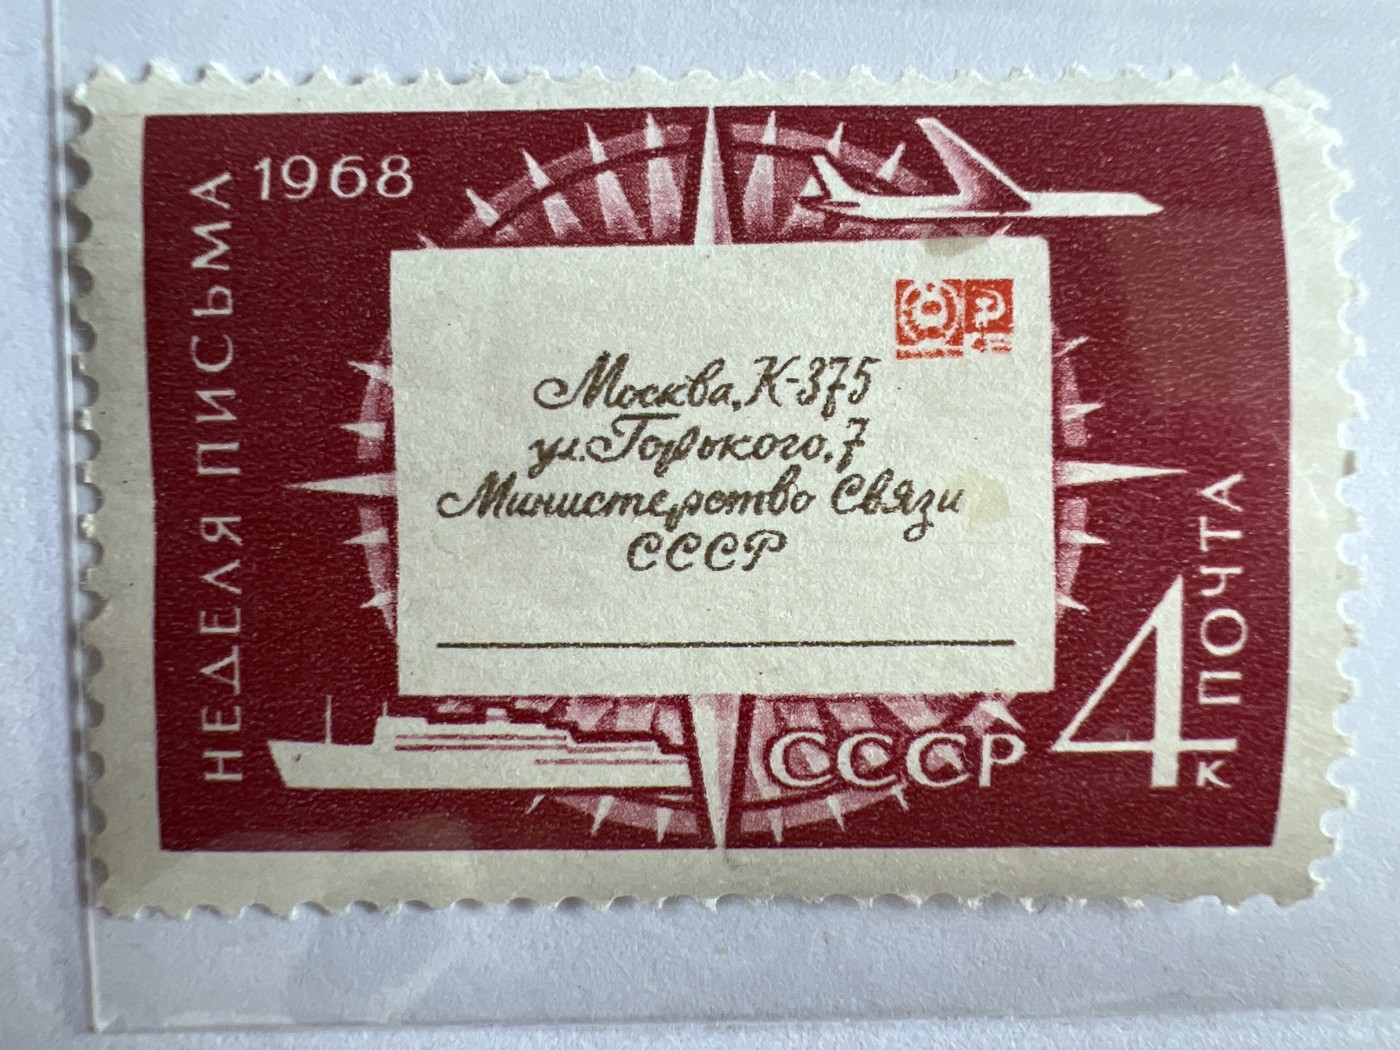 1968
НЕДЕЛЯ ПИСЬМА
Москва, К-375
ул. Горького, 7
Министерство Связи
СССР
СССР
4к
ПОЧТА